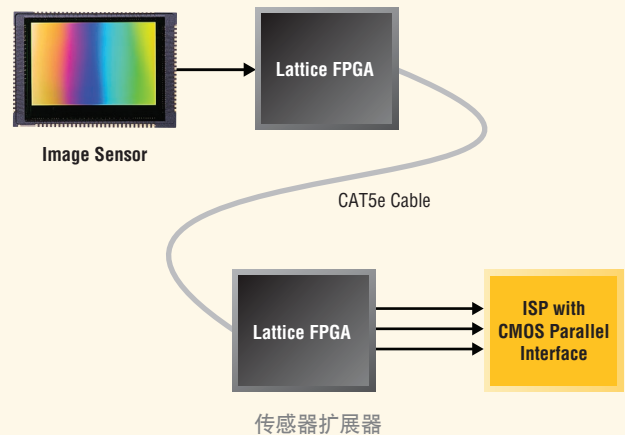 Lattice FPGA
Image Sensor
CAT5e Cable
Lattice FPGA
ISP with
CMOS Parallel
Interface
传感器扩展器